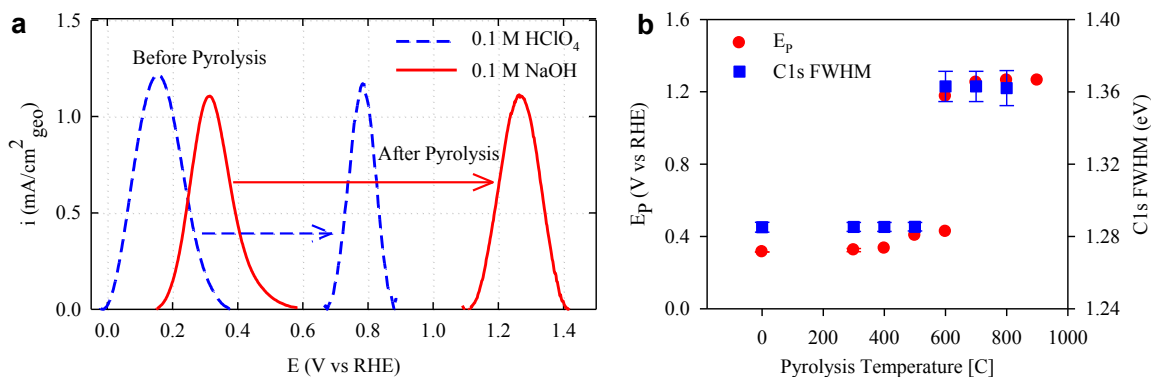 a
1.5
1.0
0.5
0.0
i (mA/cm²geo)
Before Pyrolysis
0.1 M HClO₄
0.1 M NaOH
After Pyrolysis
0.0 0.2 0.4 0.6 0.8 1.0 1.2 1.4
E (V vs RHE)
b
1.6
1.2
0.8
0.4
0.0
E_P (V vs RHE)
E_P
C1s FWHM
1.40
1.36
1.32
1.28
1.24
C1s FWHM (eV)
0 200 400 600 800 1000
Pyrolysis Temperature [C]